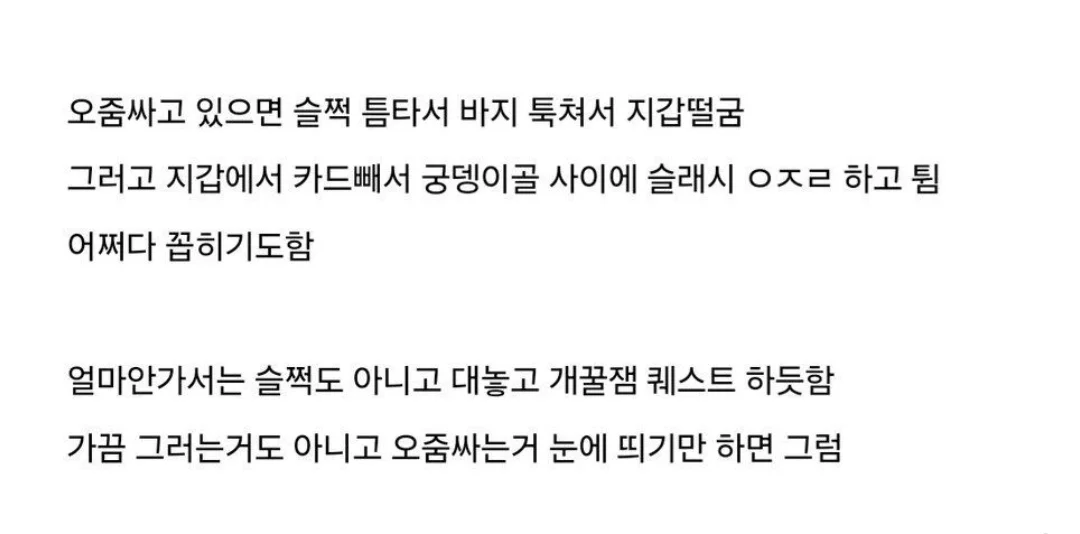 오줌싸고 있으면 슬쩍 틈타서 바지 툭쳐서 지갑떨굼
그러고 지갑에서 카드빼서 궁뎅이골 사이에 슬래시 ㅇㅈㄹ 하고 튐
어쩌다 꼽히기도함
얼마안가서는 슬쩍도 아니고 대놓고 개꿀잼 퀘스트 하듯함
가끔 그러는거도 아니고 오줌싸는거 눈에 띄기만 하면 그럼